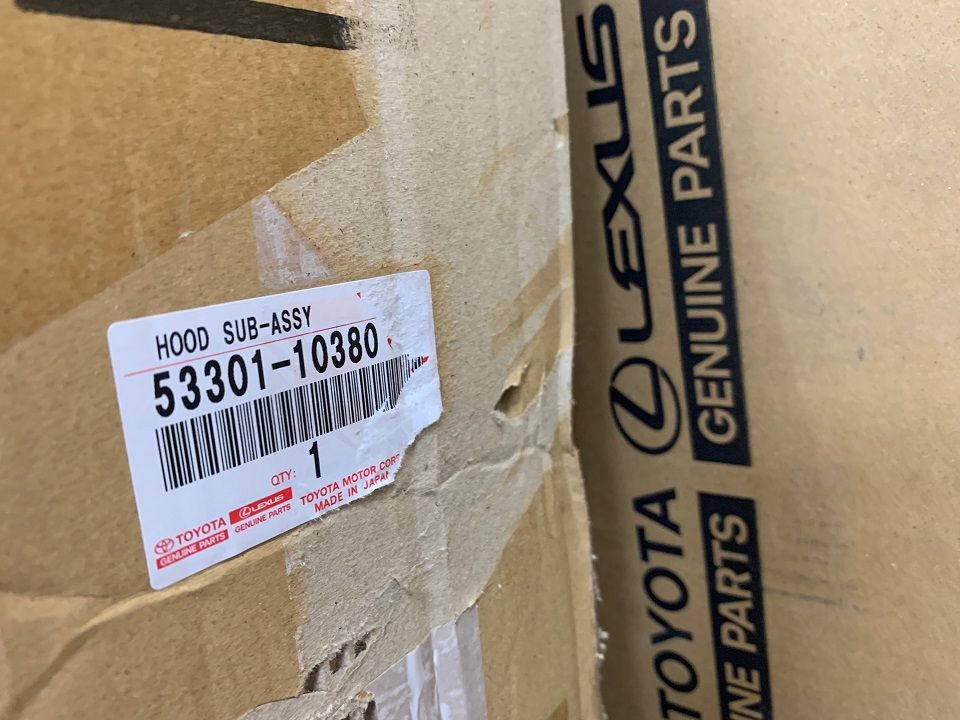 HOOD SUB-ASSY
53301-10380
QTY: 1
TOYOTA MOTOR CORP
MADE IN JAPAN
TOYOTA
GENUINE PARTS
LEXUS
GENUINE PARTS
LEXUS
GENUINE PARTS
TOYOTA
PARTS